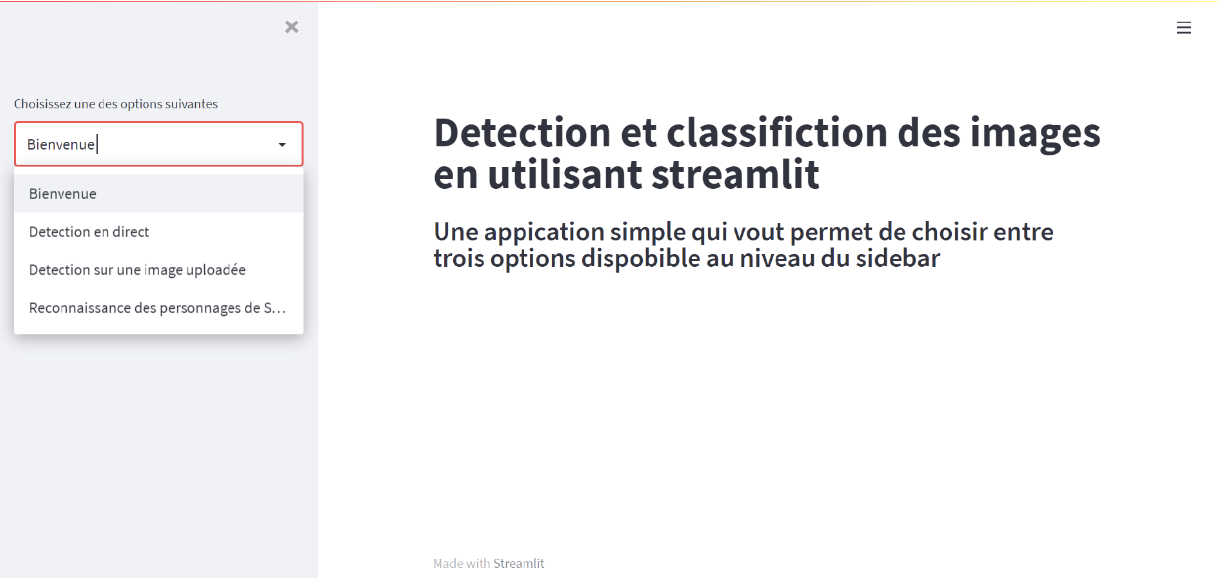 Choisissez une des options suivantes
Bienvenue
Bienvenue
Detection en direct
Detection sur une image uploadée
Reconnaissance des personnages de S...
Detection et classifiction des images
en utilisant streamlit
Une appication simple qui vout permet de choisir entre
trois options dispobible au niveau du sidebar
Made with Streamlit